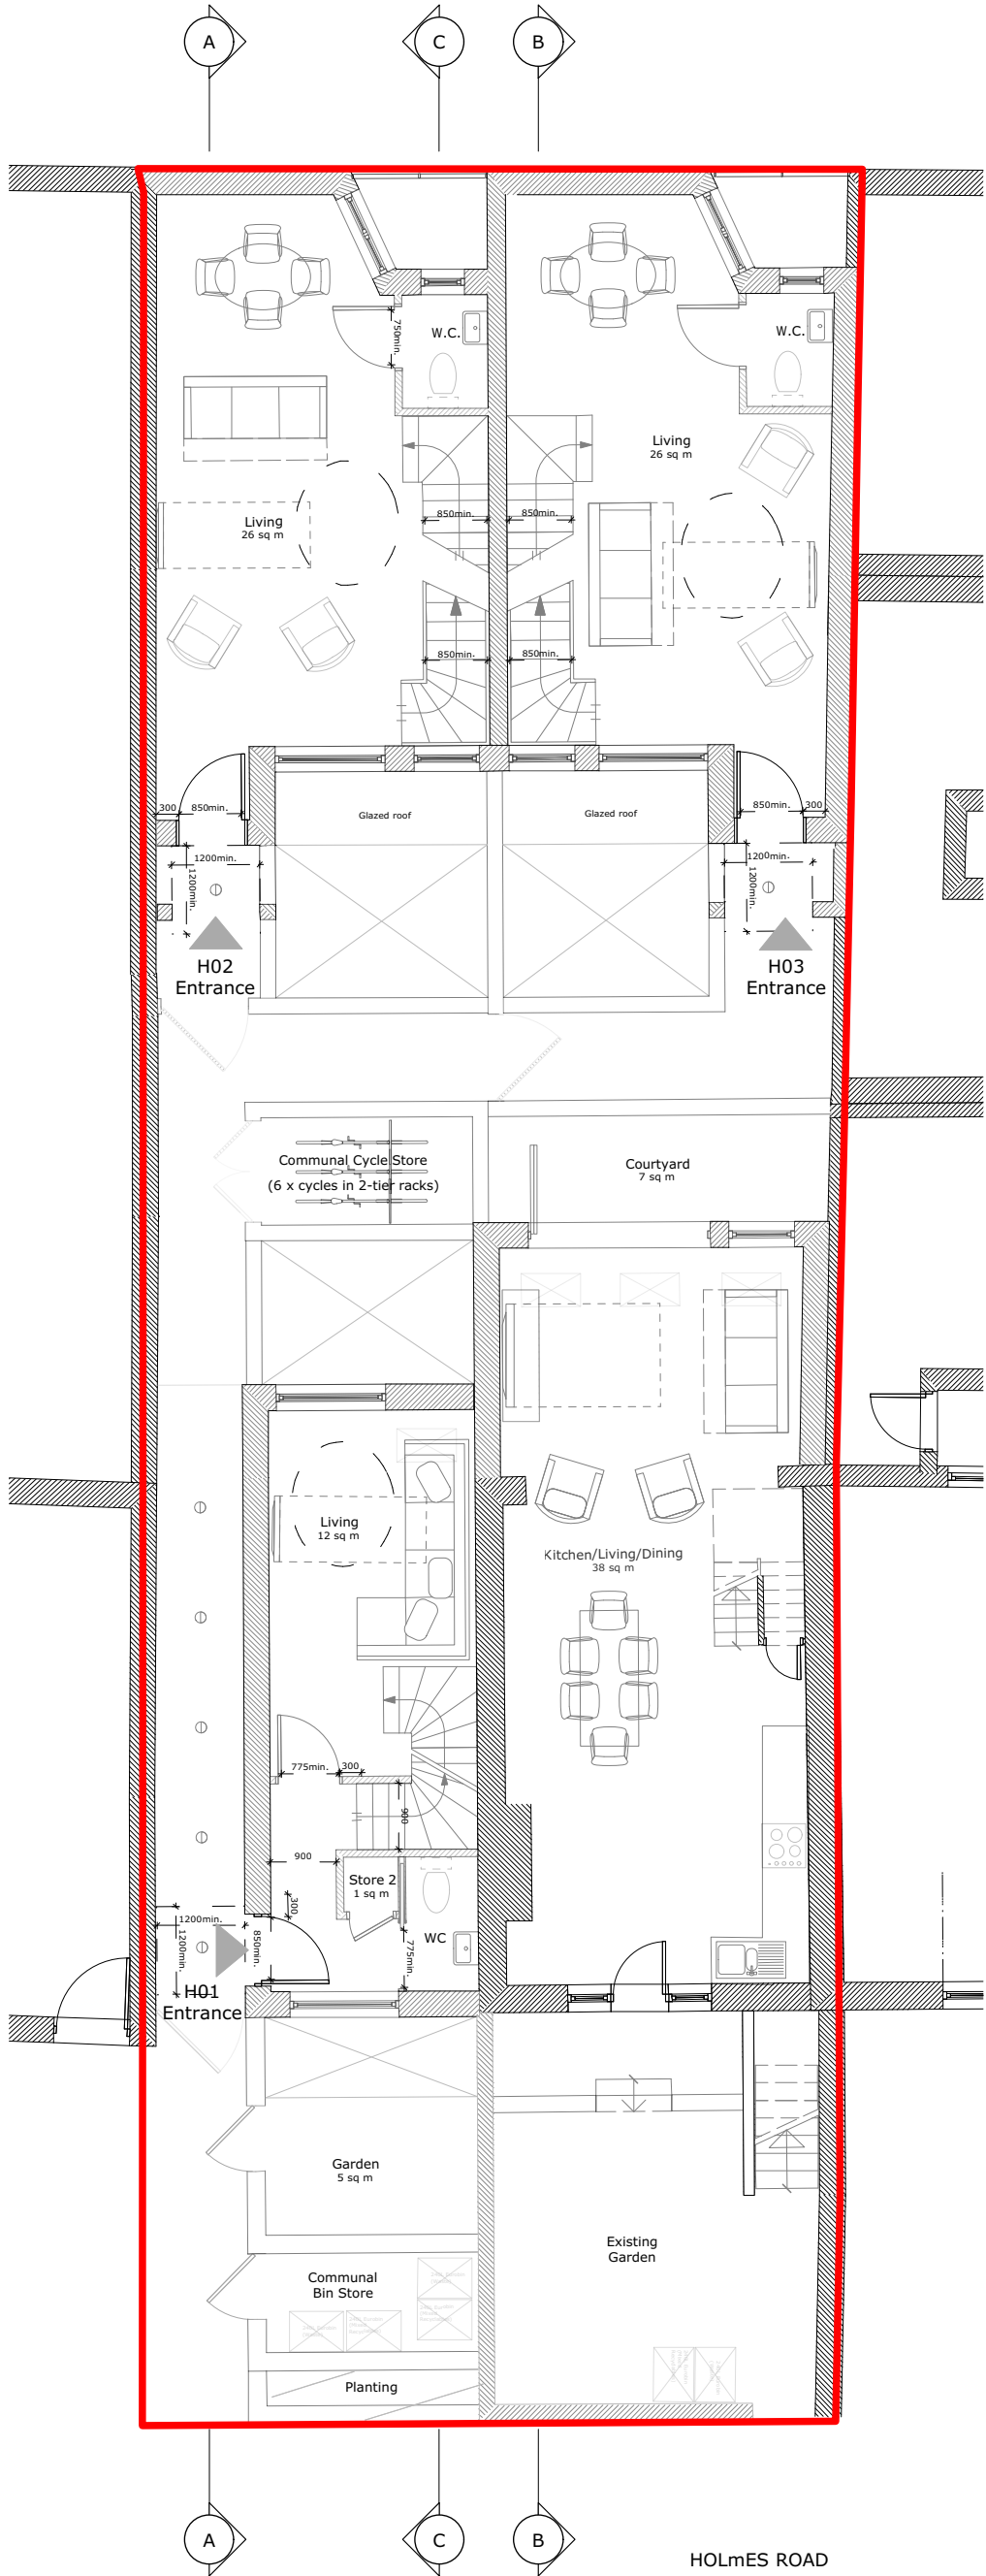 A
C
B
W.C.
750min.
W.C.
Living
26 sq m
Living
26 sq m
850min.
850min.
850min.
850min.
300
850min.
850min.
300
Glazed roof
Glazed roof
1200min.
1200min.
1200min.
1200min.
H02
Entrance
H03
Entrance
Communal Cycle Store
(6 x cycles in 2-tier racks)
Courtyard
7 sq m
Living
12 sq m
Kitchen/Living/Dining
38 sq m
775min.
300
900
900
Store 2
1 sq m
300
WC
775min.
1200min.
1200min.
850min.
H01
Entrance
Garden
5 sq m
Existing
Garden
Communal
Bin Store
Planting
A
C
B
HOLmES ROAD